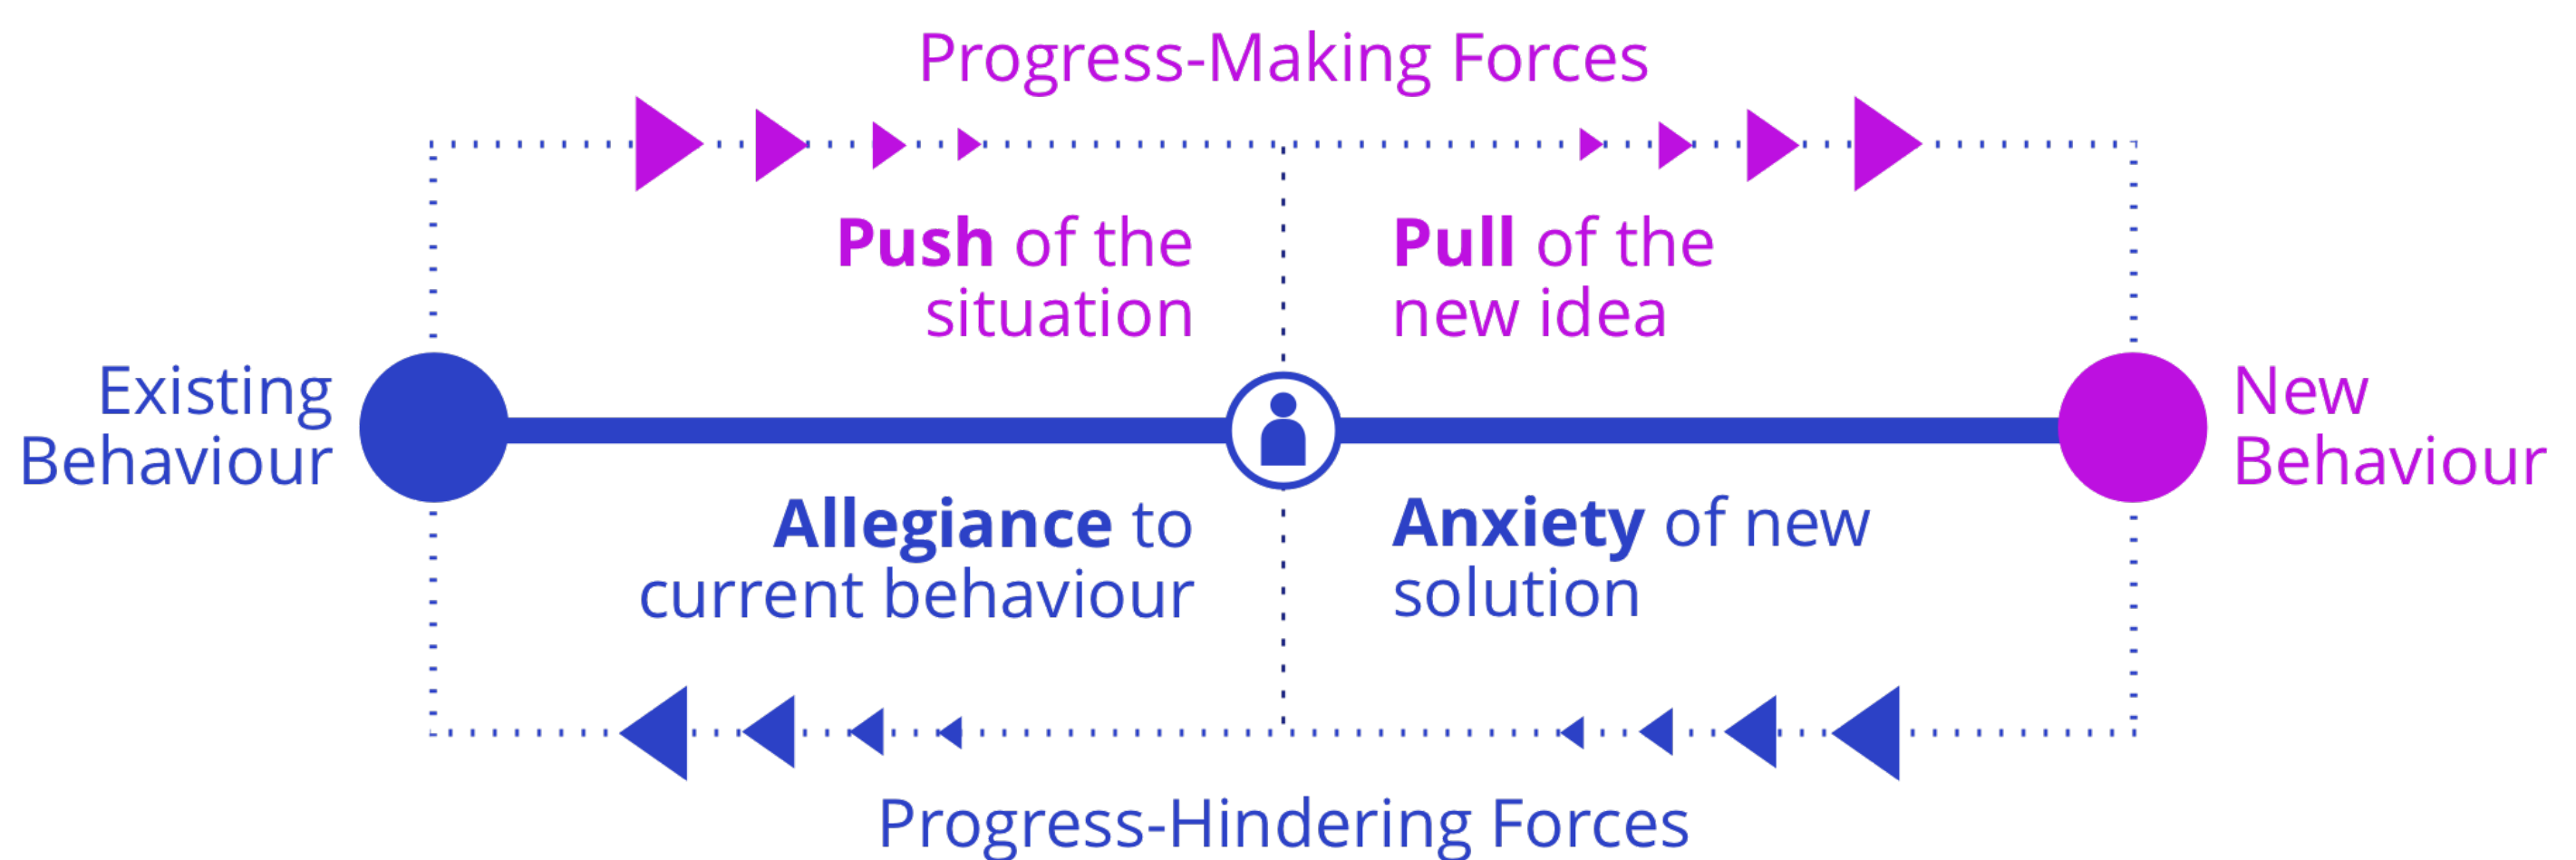 Progress-Making Forces
Push of the
situation
Pull of the
new idea
Existing
Behaviour
New
Behaviour
Allegiance to
current behaviour
Anxiety of new
solution
Progress-Hindering Forces